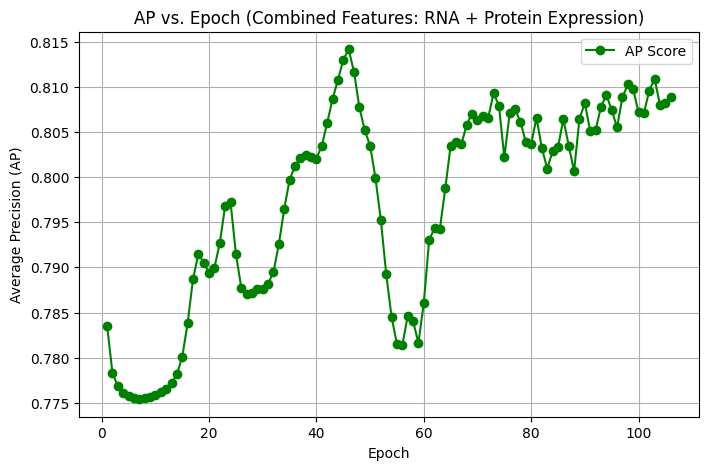 AP vs. Epoch (Combined Features: RNA + Protein Expression)
AP Score
Average Precision (AP)
0.815
0.810
0.805
0.800
0.795
0.790
0.785
0.780
0.775
0 20 40 60 80 100
Epoch